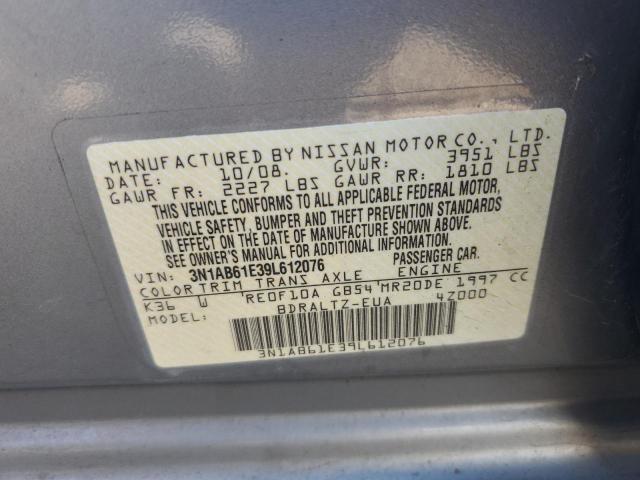 MANUFACTURED BY NISSAN MOTOR CO., LTD.
DATE: 10/08. GVWR: 3951 LBS
GAWR FR: 2227 LBS GAWR RR: 1810 LBS
THIS VEHICLE CONFORMS TO ALL APPLICABLE FEDERAL MOTOR,
VEHICLE SAFETY, BUMPER AND THEFT PREVENTION STANDARDS
IN EFFECT ON THE DATE OF MANUFACTURE SHOWN ABOVE.
SEE OWNER'S MANUAL FOR ADDITIONAL INFORMATION.
VIN: 3N1AB61E39L612076 PASSENGER CAR.
COLOR TRIM TRANS AXLE ENGINE
K36 W RE0F10A GB54 MR20DE 1997 CC
MODEL: BDRALTZ-EUA 4Z000
3N1AB61E39L612076